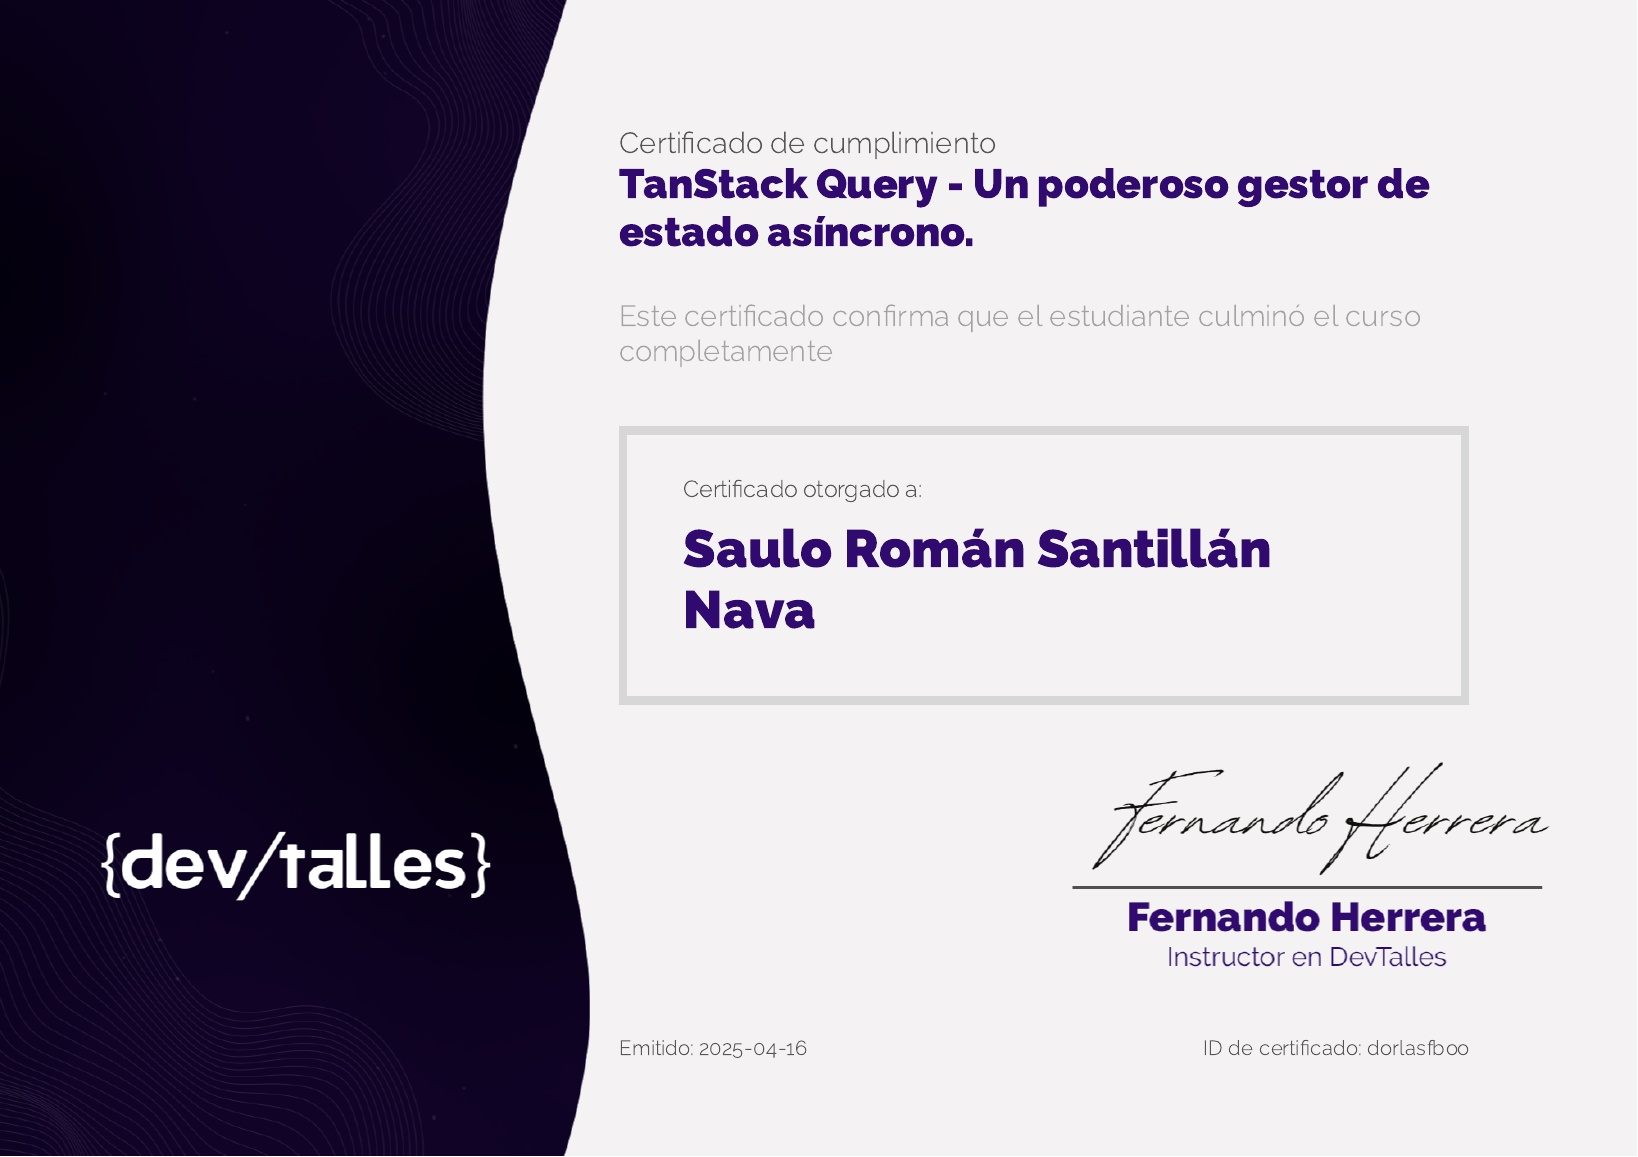 Certificado de cumplimiento
TanStack Query - Un poderoso gestor de
estado asíncrono.
Este certificado confirma que el estudiante culminó el curso
completamente
Certificado otorgado a:
Saulo Román Santillán
Nava
{dev/talles}
Fernando Herrera
Fernando Herrera
Instructor en DevTalles
Emitido: 2025-04-16
ID de certificado: dorlasfboo